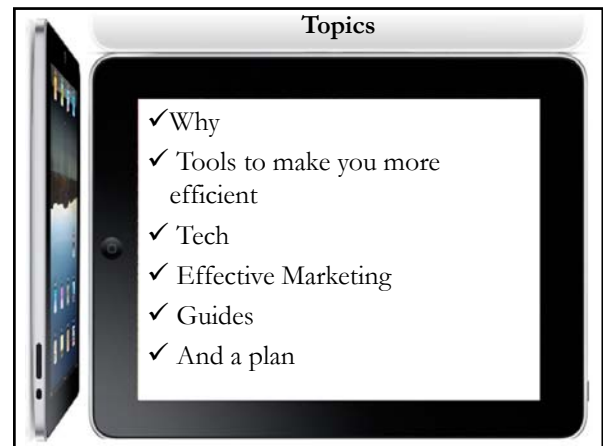 Topics
✓Why
✓ Tools to make you more
efficient
✓ Tech
✓ Effective Marketing
✓ Guides
✓ And a plan